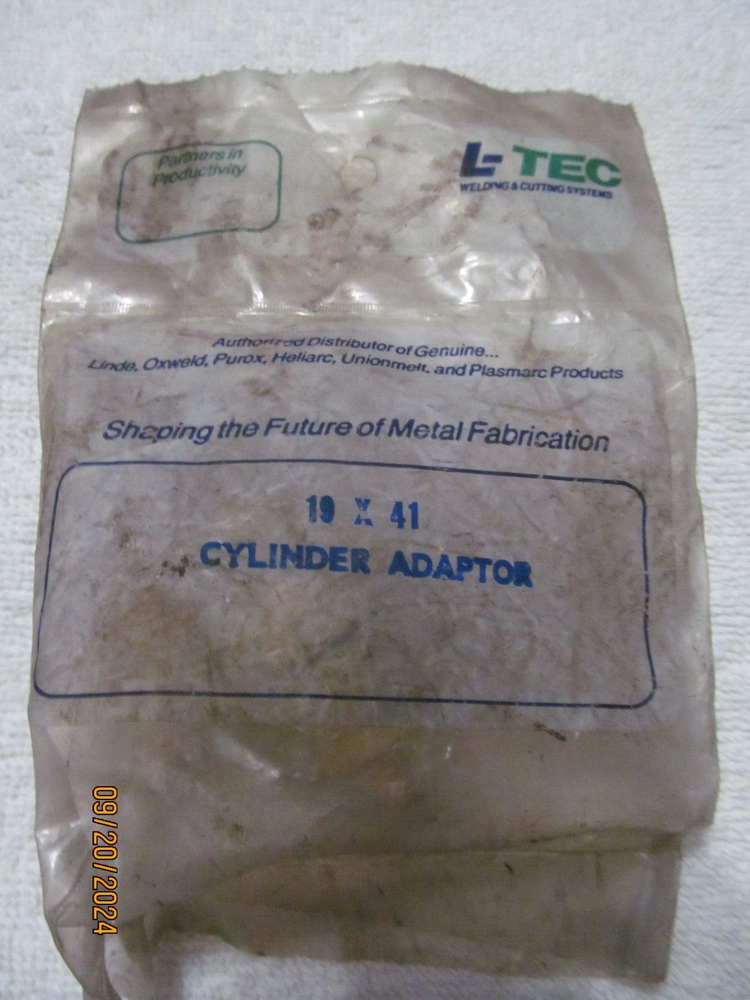 Partners in
Productivity
L-TEC
WELDING & CUTTING SYSTEMS
Authorized Distributor of Genuine...
Linde, Oxweld, Purox, Heliarc, Unionmelt, and Plasmarc Products
Shaping the Future of Metal Fabrication
19 X 41
CYLINDER ADAPTOR
09/20/2024